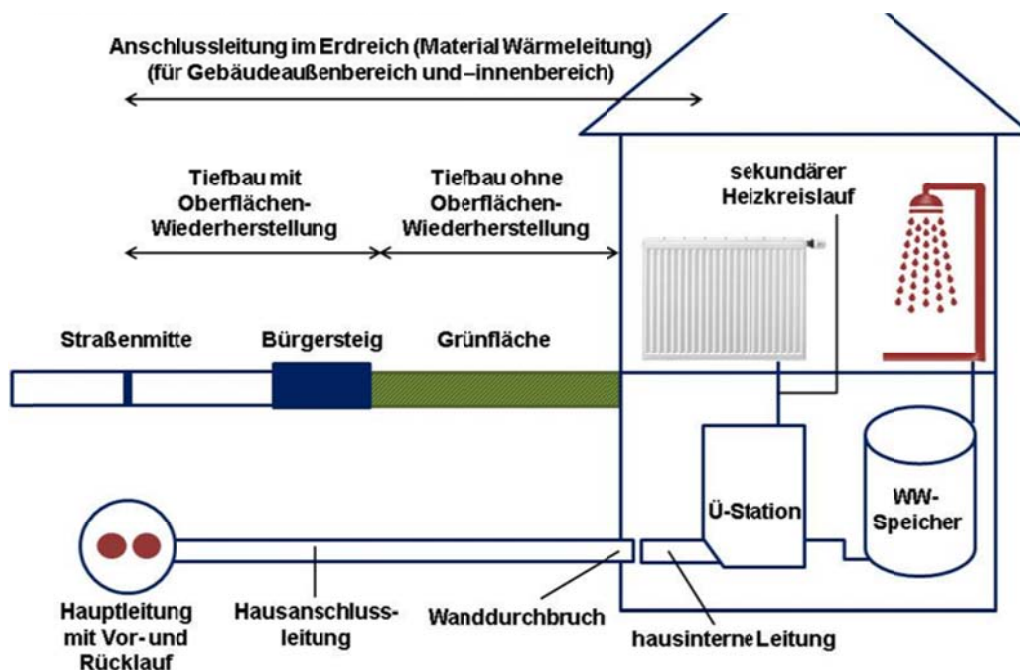 Anschlussleitung im Erdreich (Material Wärmeleitung)
(für Gebäudeaußenbereich und –innenbereich)
Tiefbau mit
Oberflächen-
Wiederherstellung
Tiefbau ohne
Oberflächen-
Wiederherstellung
sekundärer
Heizkreislauf
Straßenmitte
Bürgersteig
Grünfläche
Ü-Station
WW-
Speicher
Hauptleitung
mit Vor- und
Rücklauf
Hausanschluss-
leitung
Wanddurchbruch
hausinterne Leitung